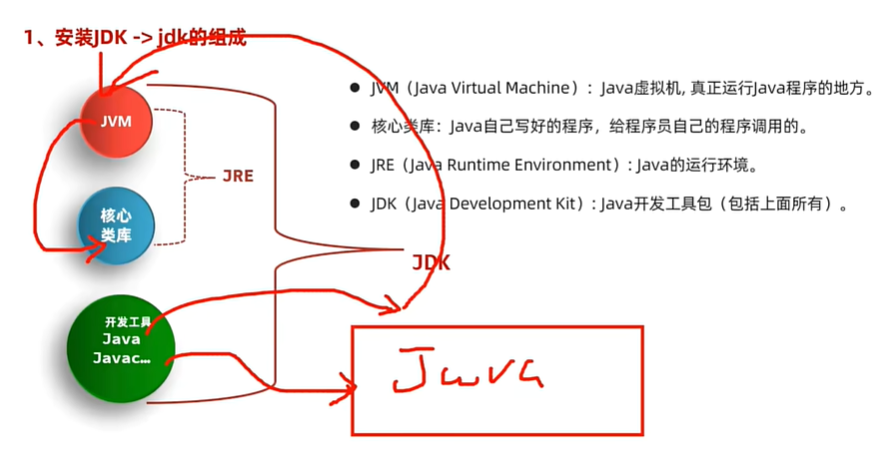 1、安装JDK -> jdk的组成
JVM
核心
类库
JRE
开发工具
Java
Javac...
JDK
● JVM（Java Virtual Machine）: Java虚拟机, 真正运行Java程序的地方。
● 核心类库：Java自己写好的程序，给程序员自己的程序调用的。
● JRE（Java Runtime Environment）: Java的运行环境。
● JDK（Java Development Kit）: Java开发工具包（包括上面所有）。
Java